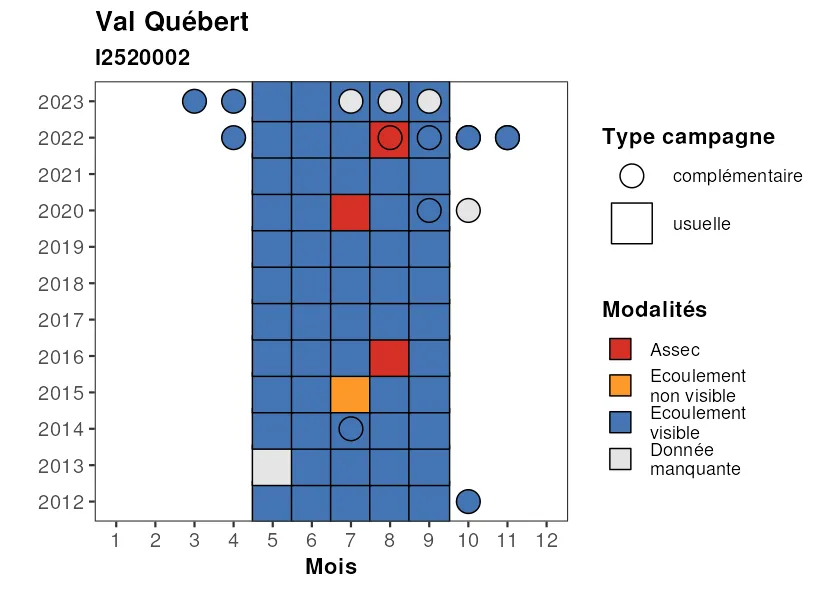 Val Québert
I2520002
2023
2022
2021
2020
2019
2018
2017
2016
2015
2014
2013
2012
1 2 3 4 5 6 7 8 9 10 11 12
Mois
Type campagne
complémentaire
usuelle
Modalités
Assec
Ecoulement
non visible
Ecoulement
visible
Donnée
manquante